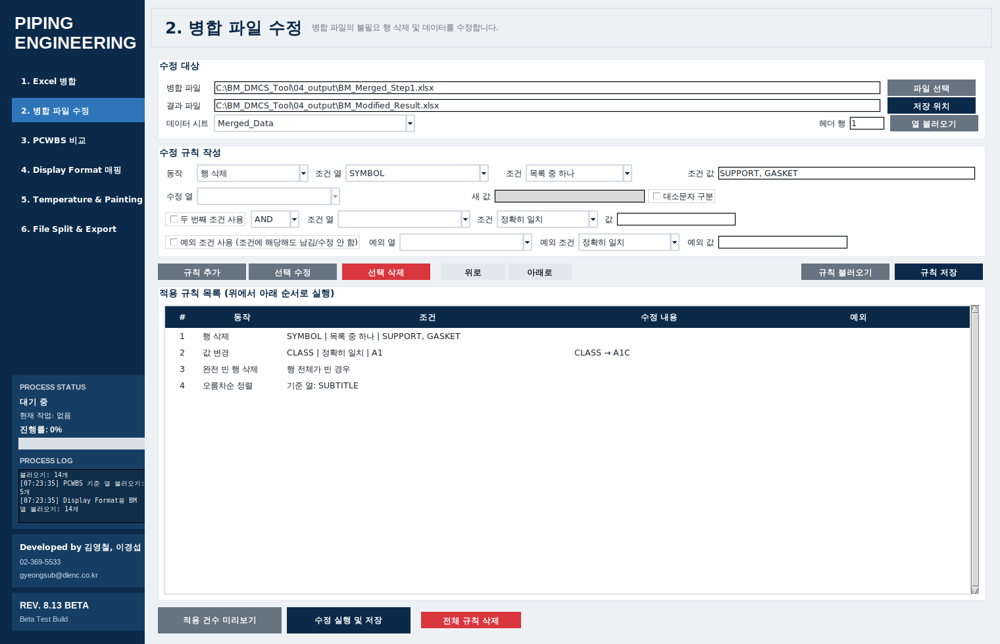 PIPING
ENGINEERING
1. Excel 병합
2. 병합 파일 수정
3. PCWBS 비교
4. Display Format 매핑
5. Temperature & Painting
6. File Split & Export
PROCESS STATUS
대기 중
현재 작업: 없음
진행률: 0%
PROCESS LOG
불러오기: 14개
[07:23:35] PCWBS 기준 열 불러오기:
5개
[07:23:35] Display Format용 BM
열 불러오기: 14개
Developed by 김영철, 이경섭
02-369-5533
gyeongsub@dlenc.co.kr
REV. 8.13 BETA
Beta Test Build
2. 병합 파일 수정 병합 파일의 불필요 행 삭제 및 데이터를 수정합니다.
수정 대상
병합 파일 C:\BM_DMCS_Tool\04_output\BM_Merged_Step1.xlsx 파일 선택
결과 파일 C:\BM_DMCS_Tool\04_output\BM_Modified_Result.xlsx 저장 위치
데이터 시트 Merged_Data 헤더 행 1 열 불러오기
수정 규칙 작성
동작 행 삭제 조건 열 SYMBOL 조건 목록 중 하나 조건 값 SUPPORT, GASKET
수정 열 새 값 대소문자 구분
두 번째 조건 사용 AND 조건 열 조건 정확히 일치 값
예외 조건 사용 (조건에 해당해도 남김/수정 안 함) 예외 열 예외 조건 정확히 일치 예외 값
규칙 추가 선택 수정 선택 삭제 위로 아래로 규칙 불러오기 규칙 저장
적용 규칙 목록 (위에서 아래 순서로 실행)
# 동작 조건 수정 내용 예외
1 행 삭제 SYMBOL | 목록 중 하나 | SUPPORT, GASKET
2 값 변경 CLASS | 정확히 일치 | A1 CLASS → A1C
3 완전 빈 행 삭제 행 전체가 빈 경우
4 오름차순 정렬 기준 열: SUBTITLE
적용 건수 미리보기 수정 실행 및 저장 전체 규칙 삭제